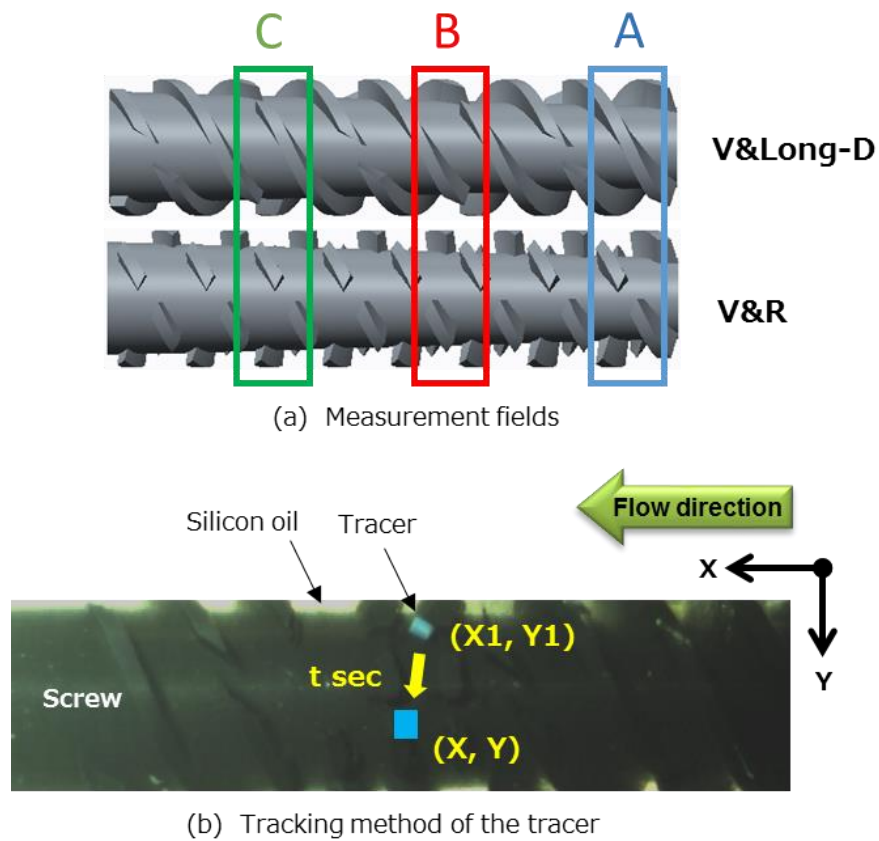 C B A
V&Long-D
V&R
(a) Measurement fields
Flow direction
Silicon oil
Tracer
X
(X1, Y1)
t sec
Y
Screw
(X, Y)
(b) Tracking method of the tracer